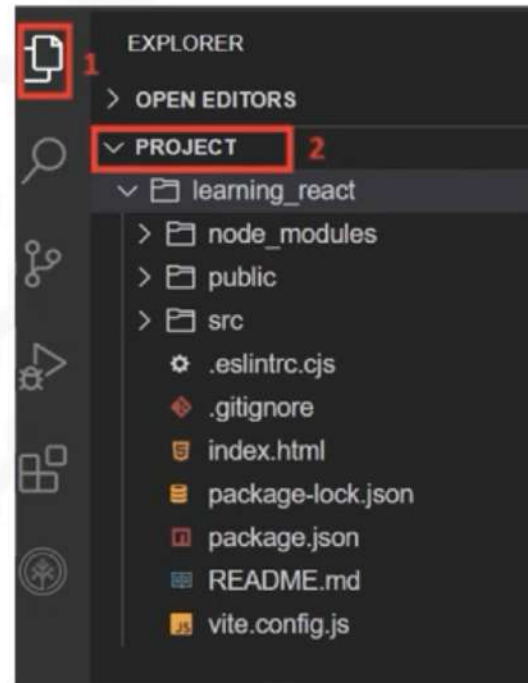 EXPLORER
1
OPEN EDITORS
PROJECT 2
learning_react
node_modules
public
src
.eslintrc.cjs
.gitignore
index.html
package-lock.json
package.json
README.md
JS vite.config.js